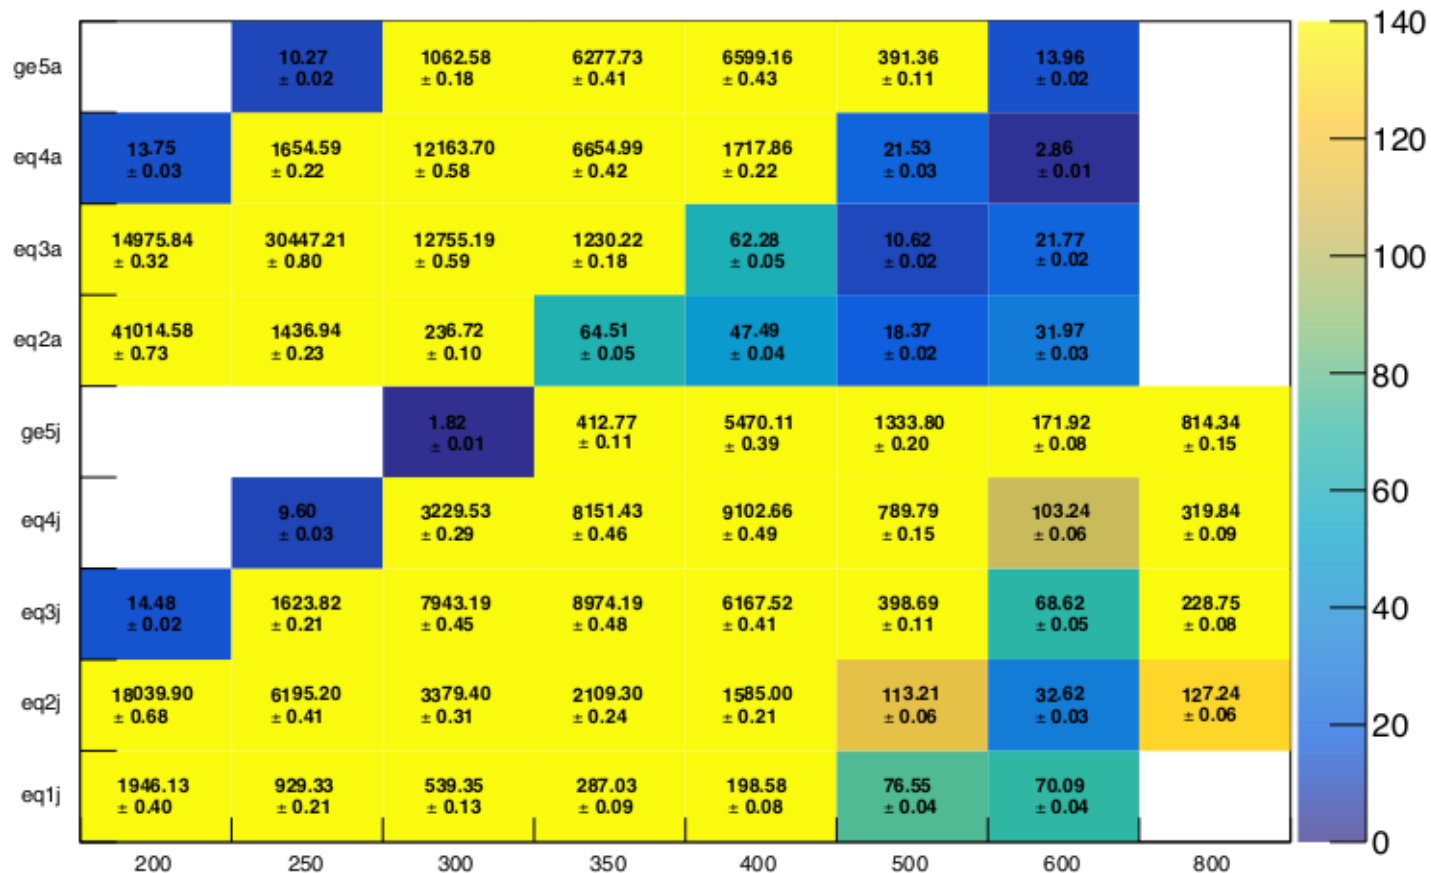 ge5a
10.27 1062.58 6277.73 6599.16 391.36 13.96
± 0.02 ± 0.18 ± 0.41 ± 0.43 ± 0.11 ± 0.02
eq4a
13.75 1654.59 12163.70 6654.99 1717.86 21.53 2.86
± 0.03 ± 0.22 ± 0.58 ± 0.42 ± 0.22 ± 0.03 ± 0.01
eq3a
14975.84 30447.21 12755.19 1230.22 62.28 10.62 21.77
± 0.32 ± 0.80 ± 0.59 ± 0.18 ± 0.05 ± 0.02 ± 0.02
eq2a
41014.58 1436.94 236.72 64.51 47.49 18.37 31.97
± 0.73 ± 0.23 ± 0.10 ± 0.05 ± 0.04 ± 0.02 ± 0.03
ge5j
1.82 412.77 5470.11 1333.80 171.92 814.34
± 0.01 ± 0.11 ± 0.39 ± 0.20 ± 0.08 ± 0.15
eq4j
9.60 3229.53 8151.43 9102.66 789.79 103.24 319.84
± 0.03 ± 0.29 ± 0.46 ± 0.49 ± 0.15 ± 0.06 ± 0.09
eq3j
14.48 1623.82 7943.19 8974.19 6167.52 398.69 68.62 228.75
± 0.02 ± 0.21 ± 0.45 ± 0.48 ± 0.41 ± 0.11 ± 0.05 ± 0.08
eq2j
18039.90 6195.20 3379.40 2109.30 1585.00 113.21 32.62 127.24
± 0.68 ± 0.41 ± 0.31 ± 0.24 ± 0.21 ± 0.06 ± 0.03 ± 0.06
eq1j
1946.13 929.33 539.35 287.03 198.58 76.55 70.09
± 0.40 ± 0.21 ± 0.13 ± 0.09 ± 0.08 ± 0.04 ± 0.04
200 250 300 350 400 500 600 800
140
120
100
80
60
40
20
0